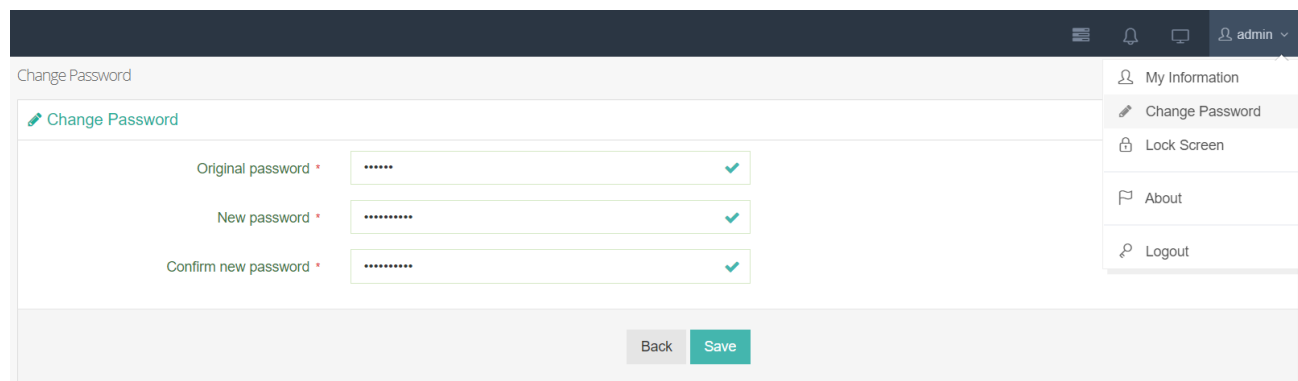 admin
Change Password
My Information
Change Password
Change Password
Lock Screen
Original password *
••••••
New password *
••••••••••
About
Confirm new password *
••••••••••
Logout
Back Save